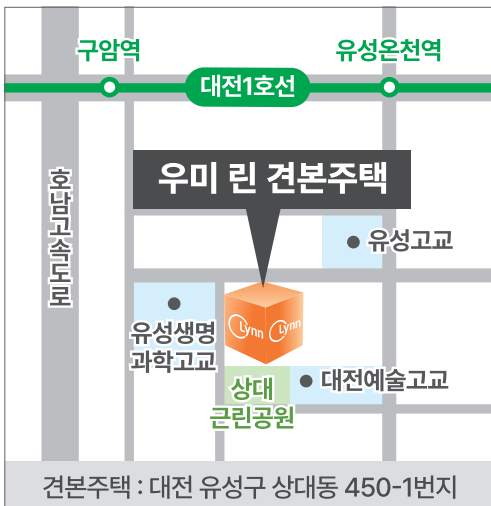 구암역
유성온천역
대전1호선
호남고속도로
우미 린 견본주택
유성고교
Lynn
Lynn
유성생명
과학고교
상대
근린공원
대전예술고교
견본주택 : 대전 유성구 상대동 450-1번지